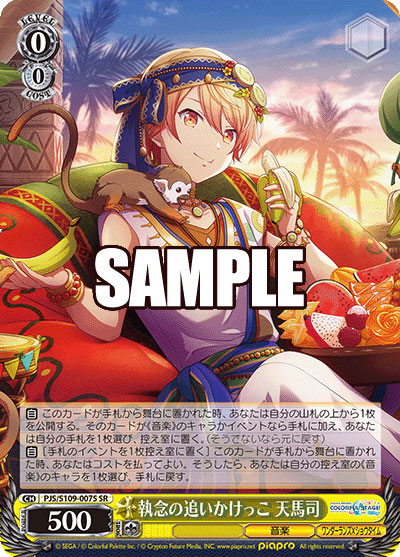 LEVEL
0
0
COST
SAMPLE
自 このカードが手札から舞台に置かれた時、あなたは自分の山札の上から1枚
を公開する。そのカードが《音楽》のキャラかイベントなら手札に加え、あなた
は自分の手札を1枚選び、控え室に置く。(そうでないなら元に戻す)
自 [手札のイベントを1枚控え室に置く] このカードが手札から舞台に置かれ
た時、あなたはコストを払ってよい。そうしたら、あなたは自分の控え室の《音
楽》のキャラを1枚選び、手札に戻す。
PJS/S109-007S SR
執念の追いかけっこ 天馬司
COLORFUL STAGE!
POWER
500
音楽
ワンダーランズ×ショウタイム
© SEGA / © Colorful Palette Inc. / © Crypton Future Media, INC. www.piapro.net piapro